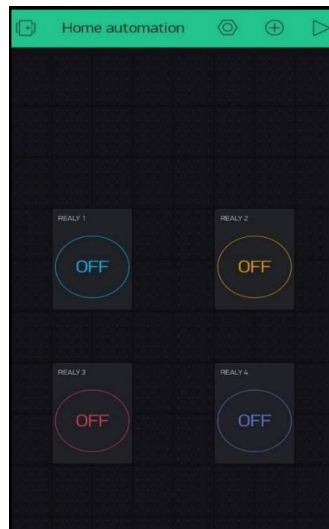 Home automation
REALY 1
REALY 2
OFF
OFF
REALY 3
REALY 4
OFF
OFF